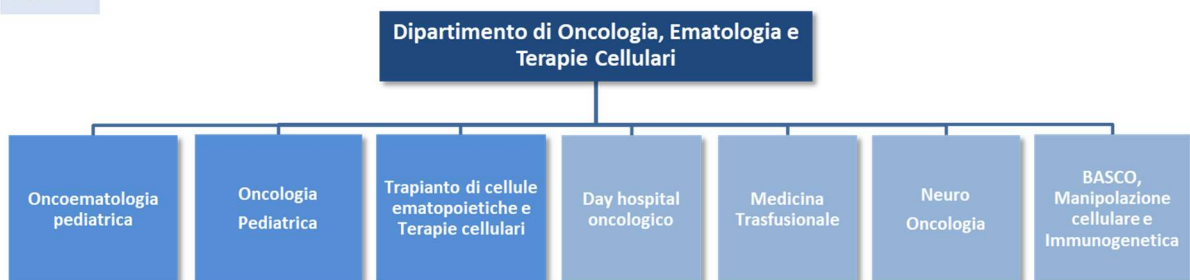 Dipartimento di Oncologia, Ematologia e
Terapie Cellulari
Oncoematologia
pediatrica
Oncologia
Pediatrica
Trapianto di cellule
ematopoietiche e
Terapie cellulari
Day hospital
oncologico
Medicina
Trasfusionale
Neuro
Oncologia
BASCO,
Manipolazione
cellulare e
Immunogenetica